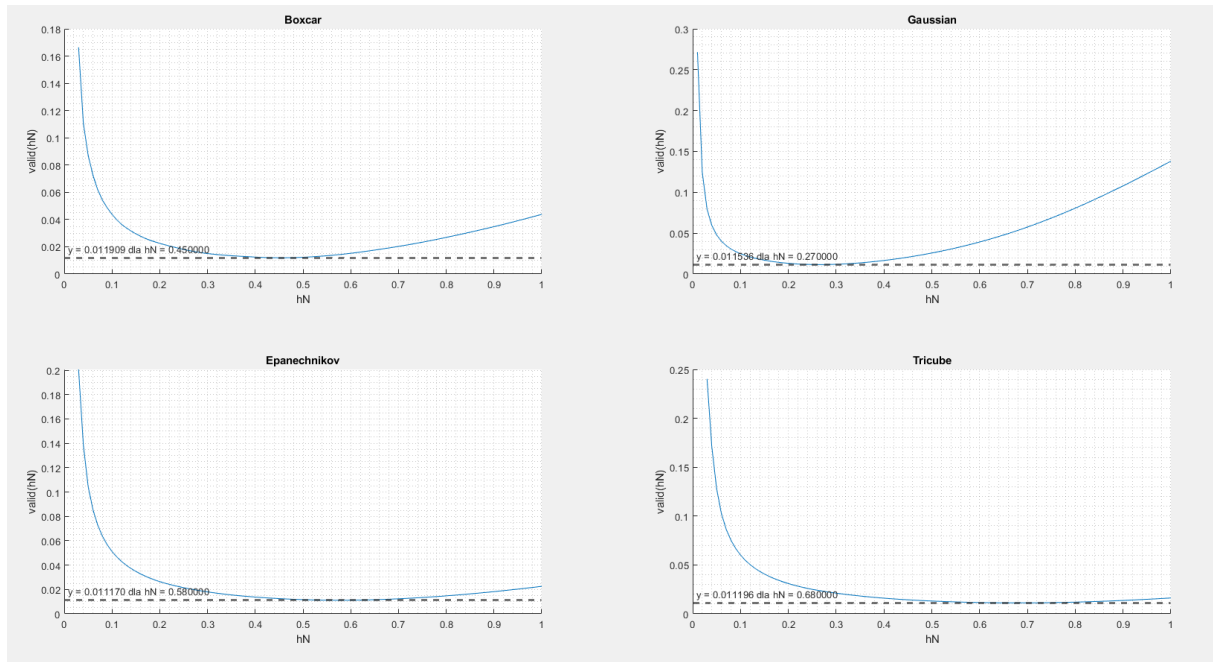 Boxcar
0.18
0.16
0.14
0.12
0.1
0.08
0.06
0.04
0.02
0
valid(hN)
y = 0.011909 dla hN = 0.450000
0 0.1 0.2 0.3 0.4 0.5 0.6 0.7 0.8 0.9 1
hN
Gaussian
0.3
0.25
0.2
0.15
0.1
0.05
0
valid(hN)
y = 0.011536 dla hN = 0.270000
0 0.1 0.2 0.3 0.4 0.5 0.6 0.7 0.8 0.9 1
hN
Epanechnikov
0.2
0.18
0.16
0.14
0.12
0.1
0.08
0.06
0.04
0.02
0
valid(hN)
y = 0.011170 dla hN = 0.580000
0 0.1 0.2 0.3 0.4 0.5 0.6 0.7 0.8 0.9 1
hN
Tricube
0.25
0.2
0.15
0.1
0.05
0
valid(hN)
y = 0.011196 dla hN = 0.680000
0 0.1 0.2 0.3 0.4 0.5 0.6 0.7 0.8 0.9 1
hN